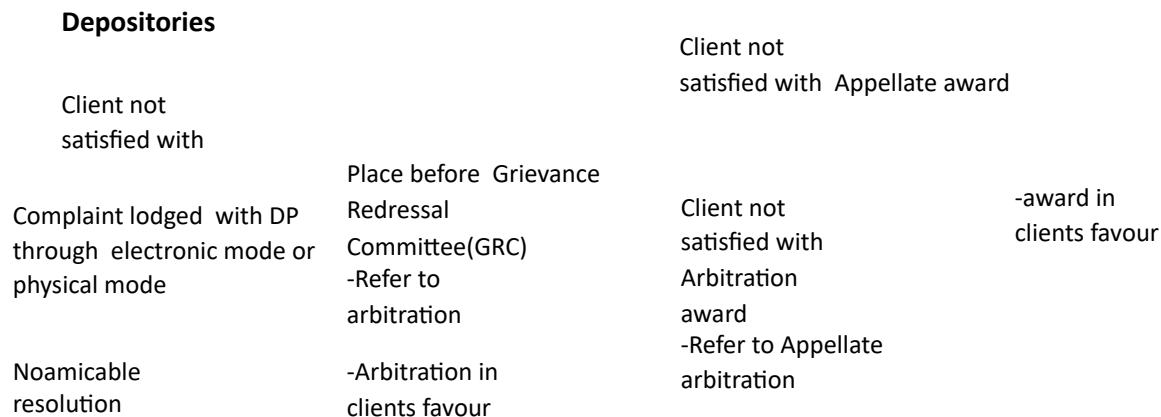 Depositories
Client not
satisfied with
Complaint lodged with DP
through electronic mode or
physical mode
Noamicable
resolution
Place before Grievance
Redressal
Committee(GRC)
-Refer to
arbitration
-Arbitration in
clients favour
Client not
satisfied with Appellate award
Client not
satisfied with
Arbitration
award
-Refer to Appellate
arbitration
-award in
clients favour